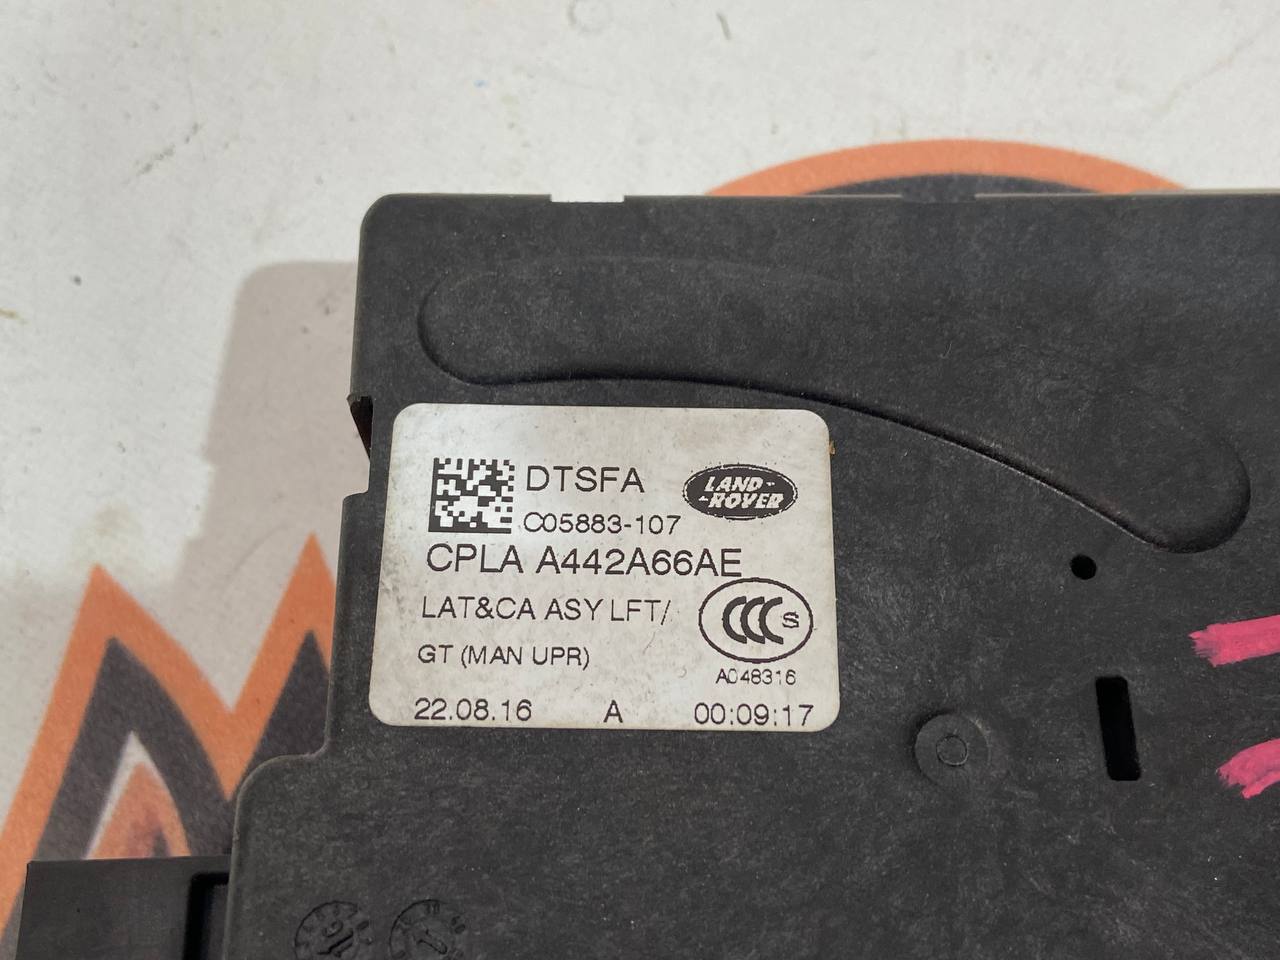 DTSFA
LAND-
-ROVER
C05883-107
CPLA A442A66AE
LAT&CA ASY LFT/
CCC S
GT (MAN UPR)
A048316
22.08.16 A 00:09:17